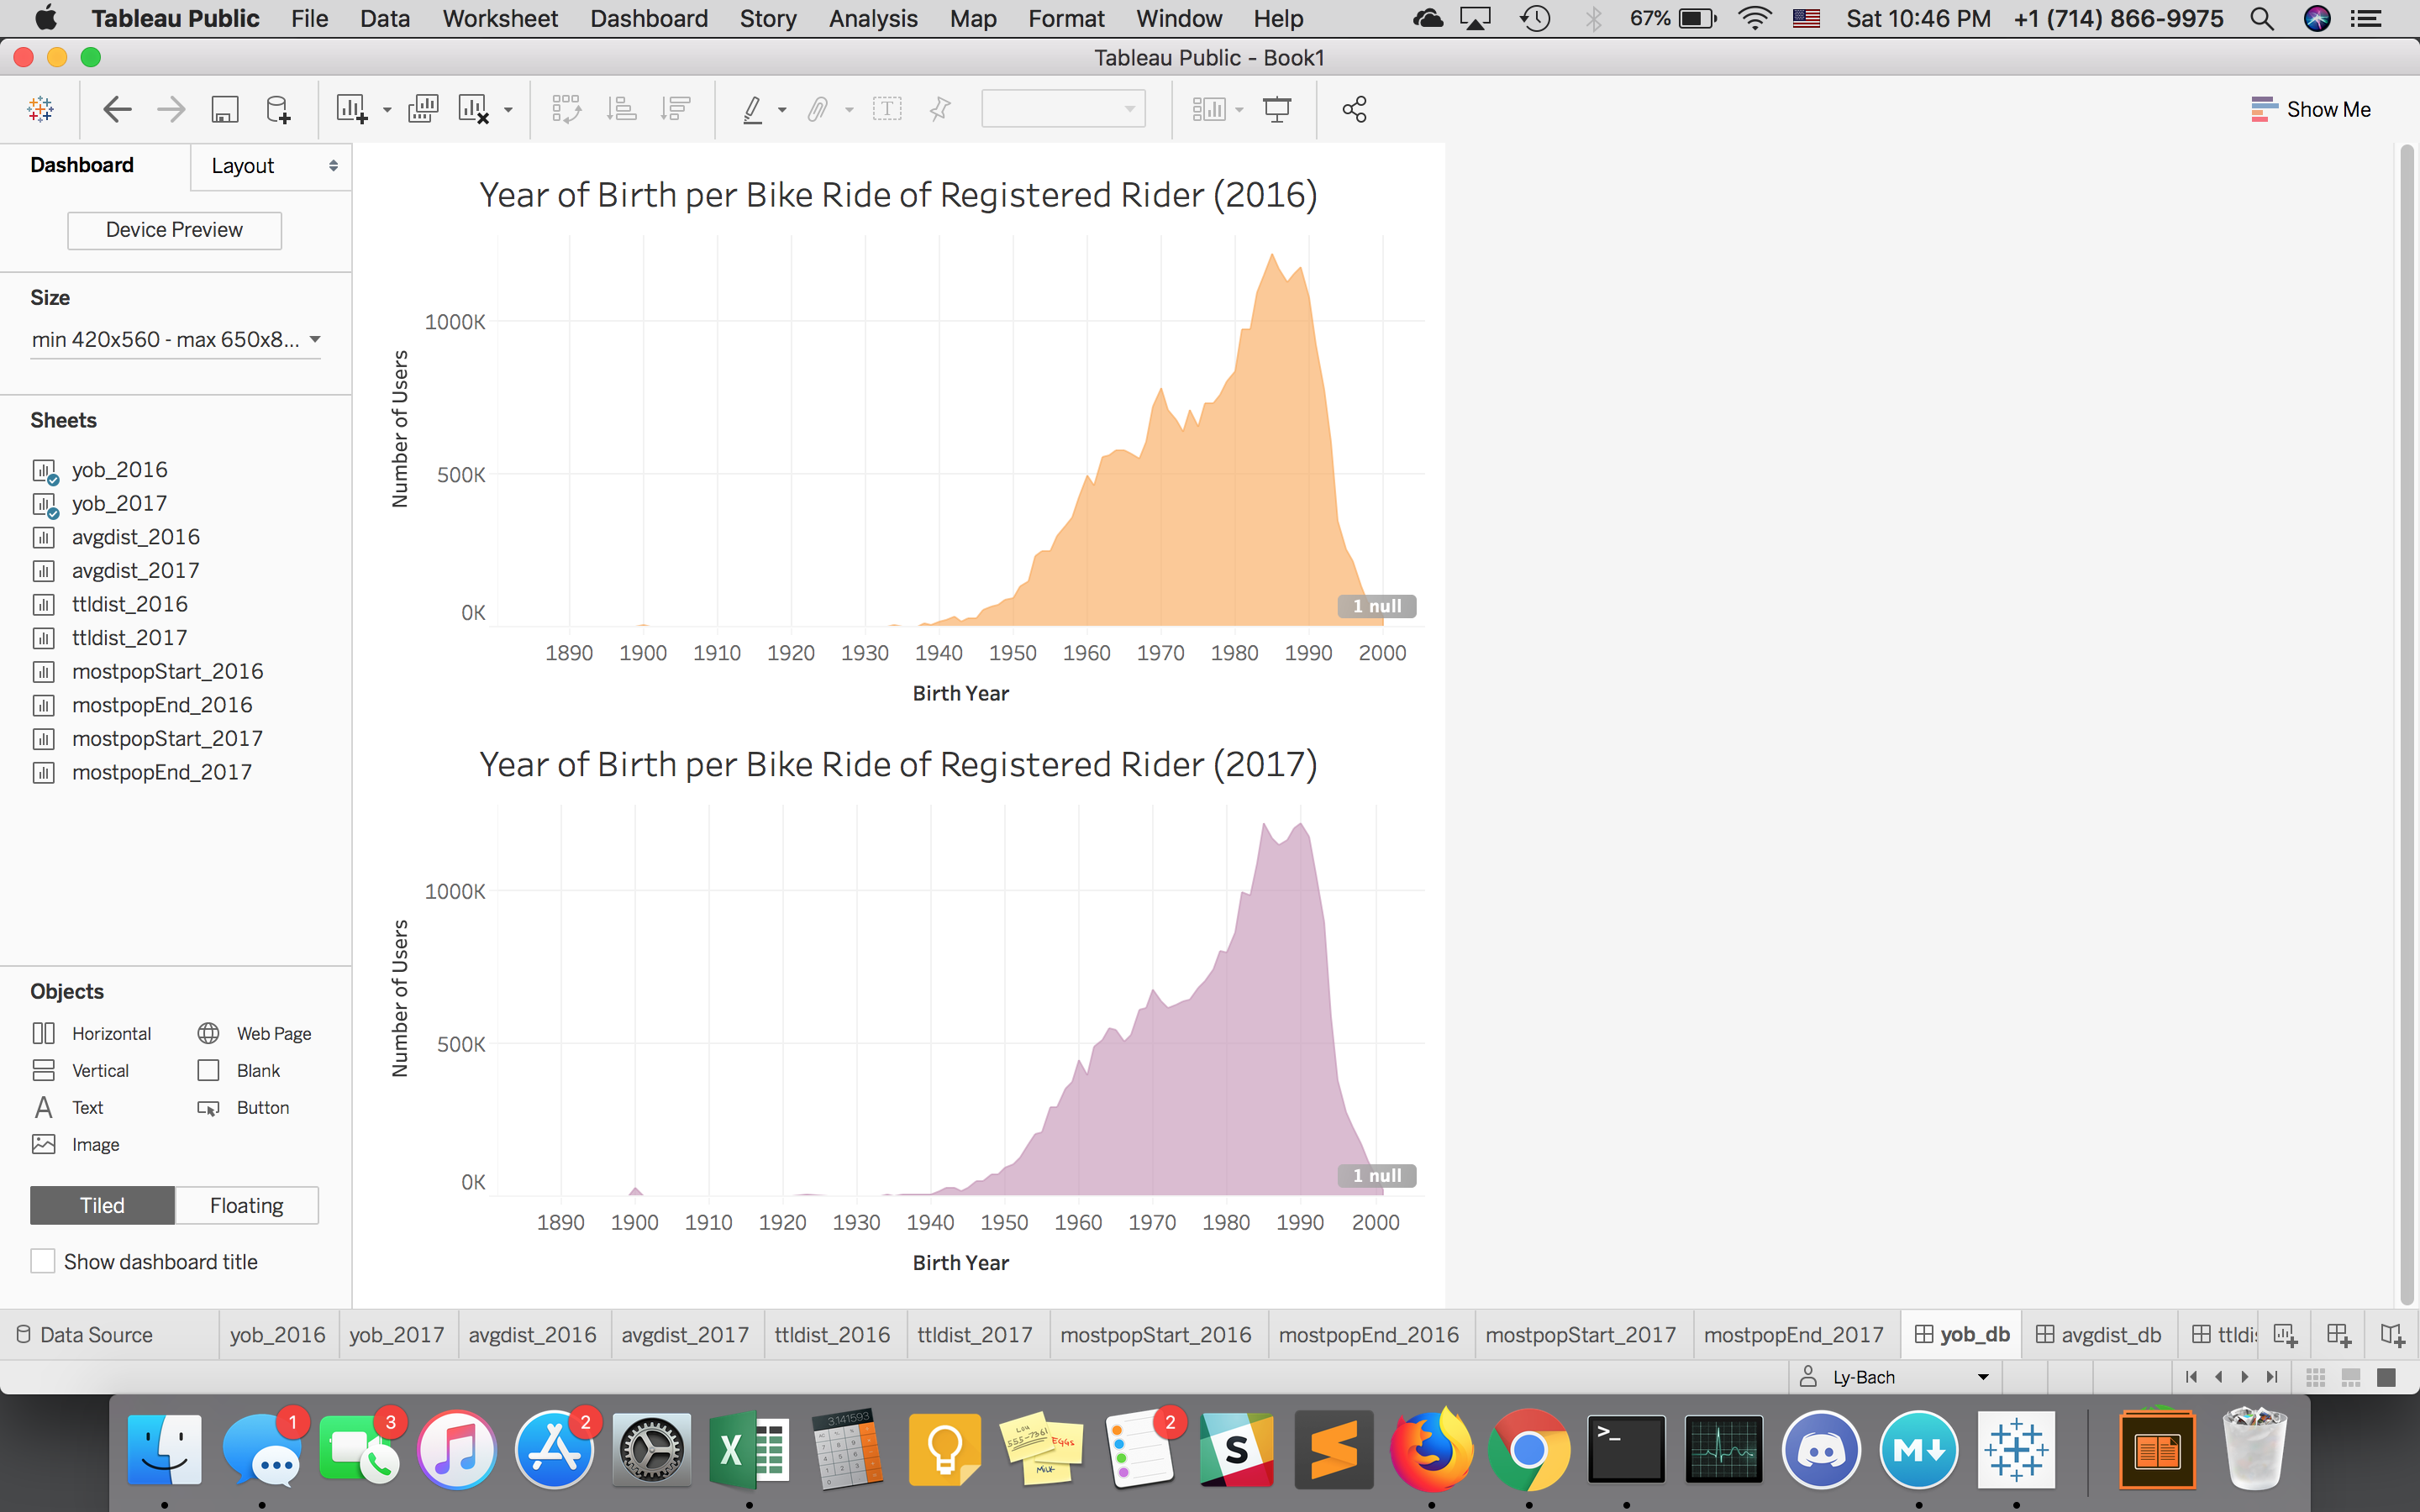 Tableau Public File Data Worksheet Dashboard Story Analysis Map Format Window Help 67% Sat 10:46 PM +1 (714) 866-9975
Tableau Public - Book1
Show Me
Dashboard Layout
Device Preview
Size
min 420x560 - max 650x8...
Sheets
yob_2016
yob_2017
avgdist_2016
avgdist_2017
ttldist_2016
ttldist_2017
mostpopStart_2016
mostpopEnd_2016
mostpopStart_2017
mostpopEnd_2017
Objects
Horizontal Web Page
Vertical Blank
Text Button
Image
Tiled Floating
Show dashboard title
Year of Birth per Bike Ride of Registered Rider (2016)
Number of Users
1000K
500K
0K
1 null
1890 1900 1910 1920 1930 1940 1950 1960 1970 1980 1990 2000
Birth Year
Year of Birth per Bike Ride of Registered Rider (2017)
Number of Users
1000K
500K
0K
1 null
1890 1900 1910 1920 1930 1940 1950 1960 1970 1980 1990 2000
Birth Year
Data Source yob_2016 yob_2017 avgdist_2016 avgdist_2017 ttldist_2016 ttldist_2017 mostpopStart_2016 mostpopEnd_2016 mostpopStart_2017 mostpopEnd_2017 yob_db avgdist_db ttldi
Ly-Bach
1 3 2 2
3.141593
555-7361 EGGS
MILK
X S >_ M